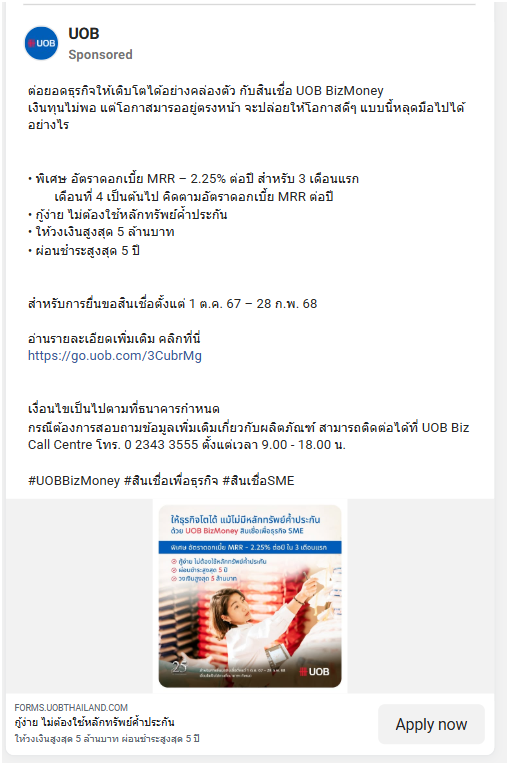 UOB
UOB
Sponsored
ต่อยอดธุรกิจให้เติบโตได้อย่างคล่องตัว กับสินเชื่อ UOB BizMoney
เงินทุนไม่พอ แต่โอกาสมารออยู่ตรงหน้า จะปล่อยให้โอกาสดีๆ แบบนี้หลุดมือไปได้
อย่างไร
• พิเศษ อัตราดอกเบี้ย MRR – 2.25% ต่อปี สำหรับ 3 เดือนแรก
เดือนที่ 4 เป็นต้นไป คิดตามอัตราดอกเบี้ย MRR ต่อปี
• กู้ง่าย ไม่ต้องใช้หลักทรัพย์ค้ำประกัน
• ให้วงเงินสูงสุด 5 ล้านบาท
• ผ่อนชำระสูงสุด 5 ปี
สำหรับการยื่นขอสินเชื่อตั้งแต่ 1 ต.ค. 67 – 28 ก.พ. 68
อ่านรายละเอียดเพิ่มเติม คลิกที่นี่
https://go.uob.com/3CubrMg
เงื่อนไขเป็นไปตามที่ธนาคารกำหนด
กรณีต้องการสอบถามข้อมูลเพิ่มเติมเกี่ยวกับผลิตภัณฑ์ สามารถติดต่อได้ที่ UOB Biz
Call Centre โทร. 0 2343 3555 ตั้งแต่เวลา 9.00 - 18.00 น.
#UOBBizMoney #สินเชื่อเพื่อธุรกิจ #สินเชื่อSME
ให้ธุรกิจโตได้ แม้ไม่มีหลักทรัพย์ค้ำประกัน
ด้วย UOB BizMoney สินเชื่อเพื่อธุรกิจ SME
พิเศษ อัตราดอกเบี้ย MRR – 2.25% ต่อปี ใน 3 เดือนแรก
กู้ง่าย ไม่ต้องใช้หลักทรัพย์ค้ำประกัน
ผ่อนชำระสูงสุด 5 ปี
วงเงินสูงสุด 5 ล้านบาท
25
UOB
FORMS.UOBTHAILAND.COM
กู้ง่าย ไม่ต้องใช้หลักทรัพย์ค้ำประกัน
ให้วงเงินสูงสุด 5 ล้านบาท ผ่อนชำระสูงสุด 5 ปี
Apply now